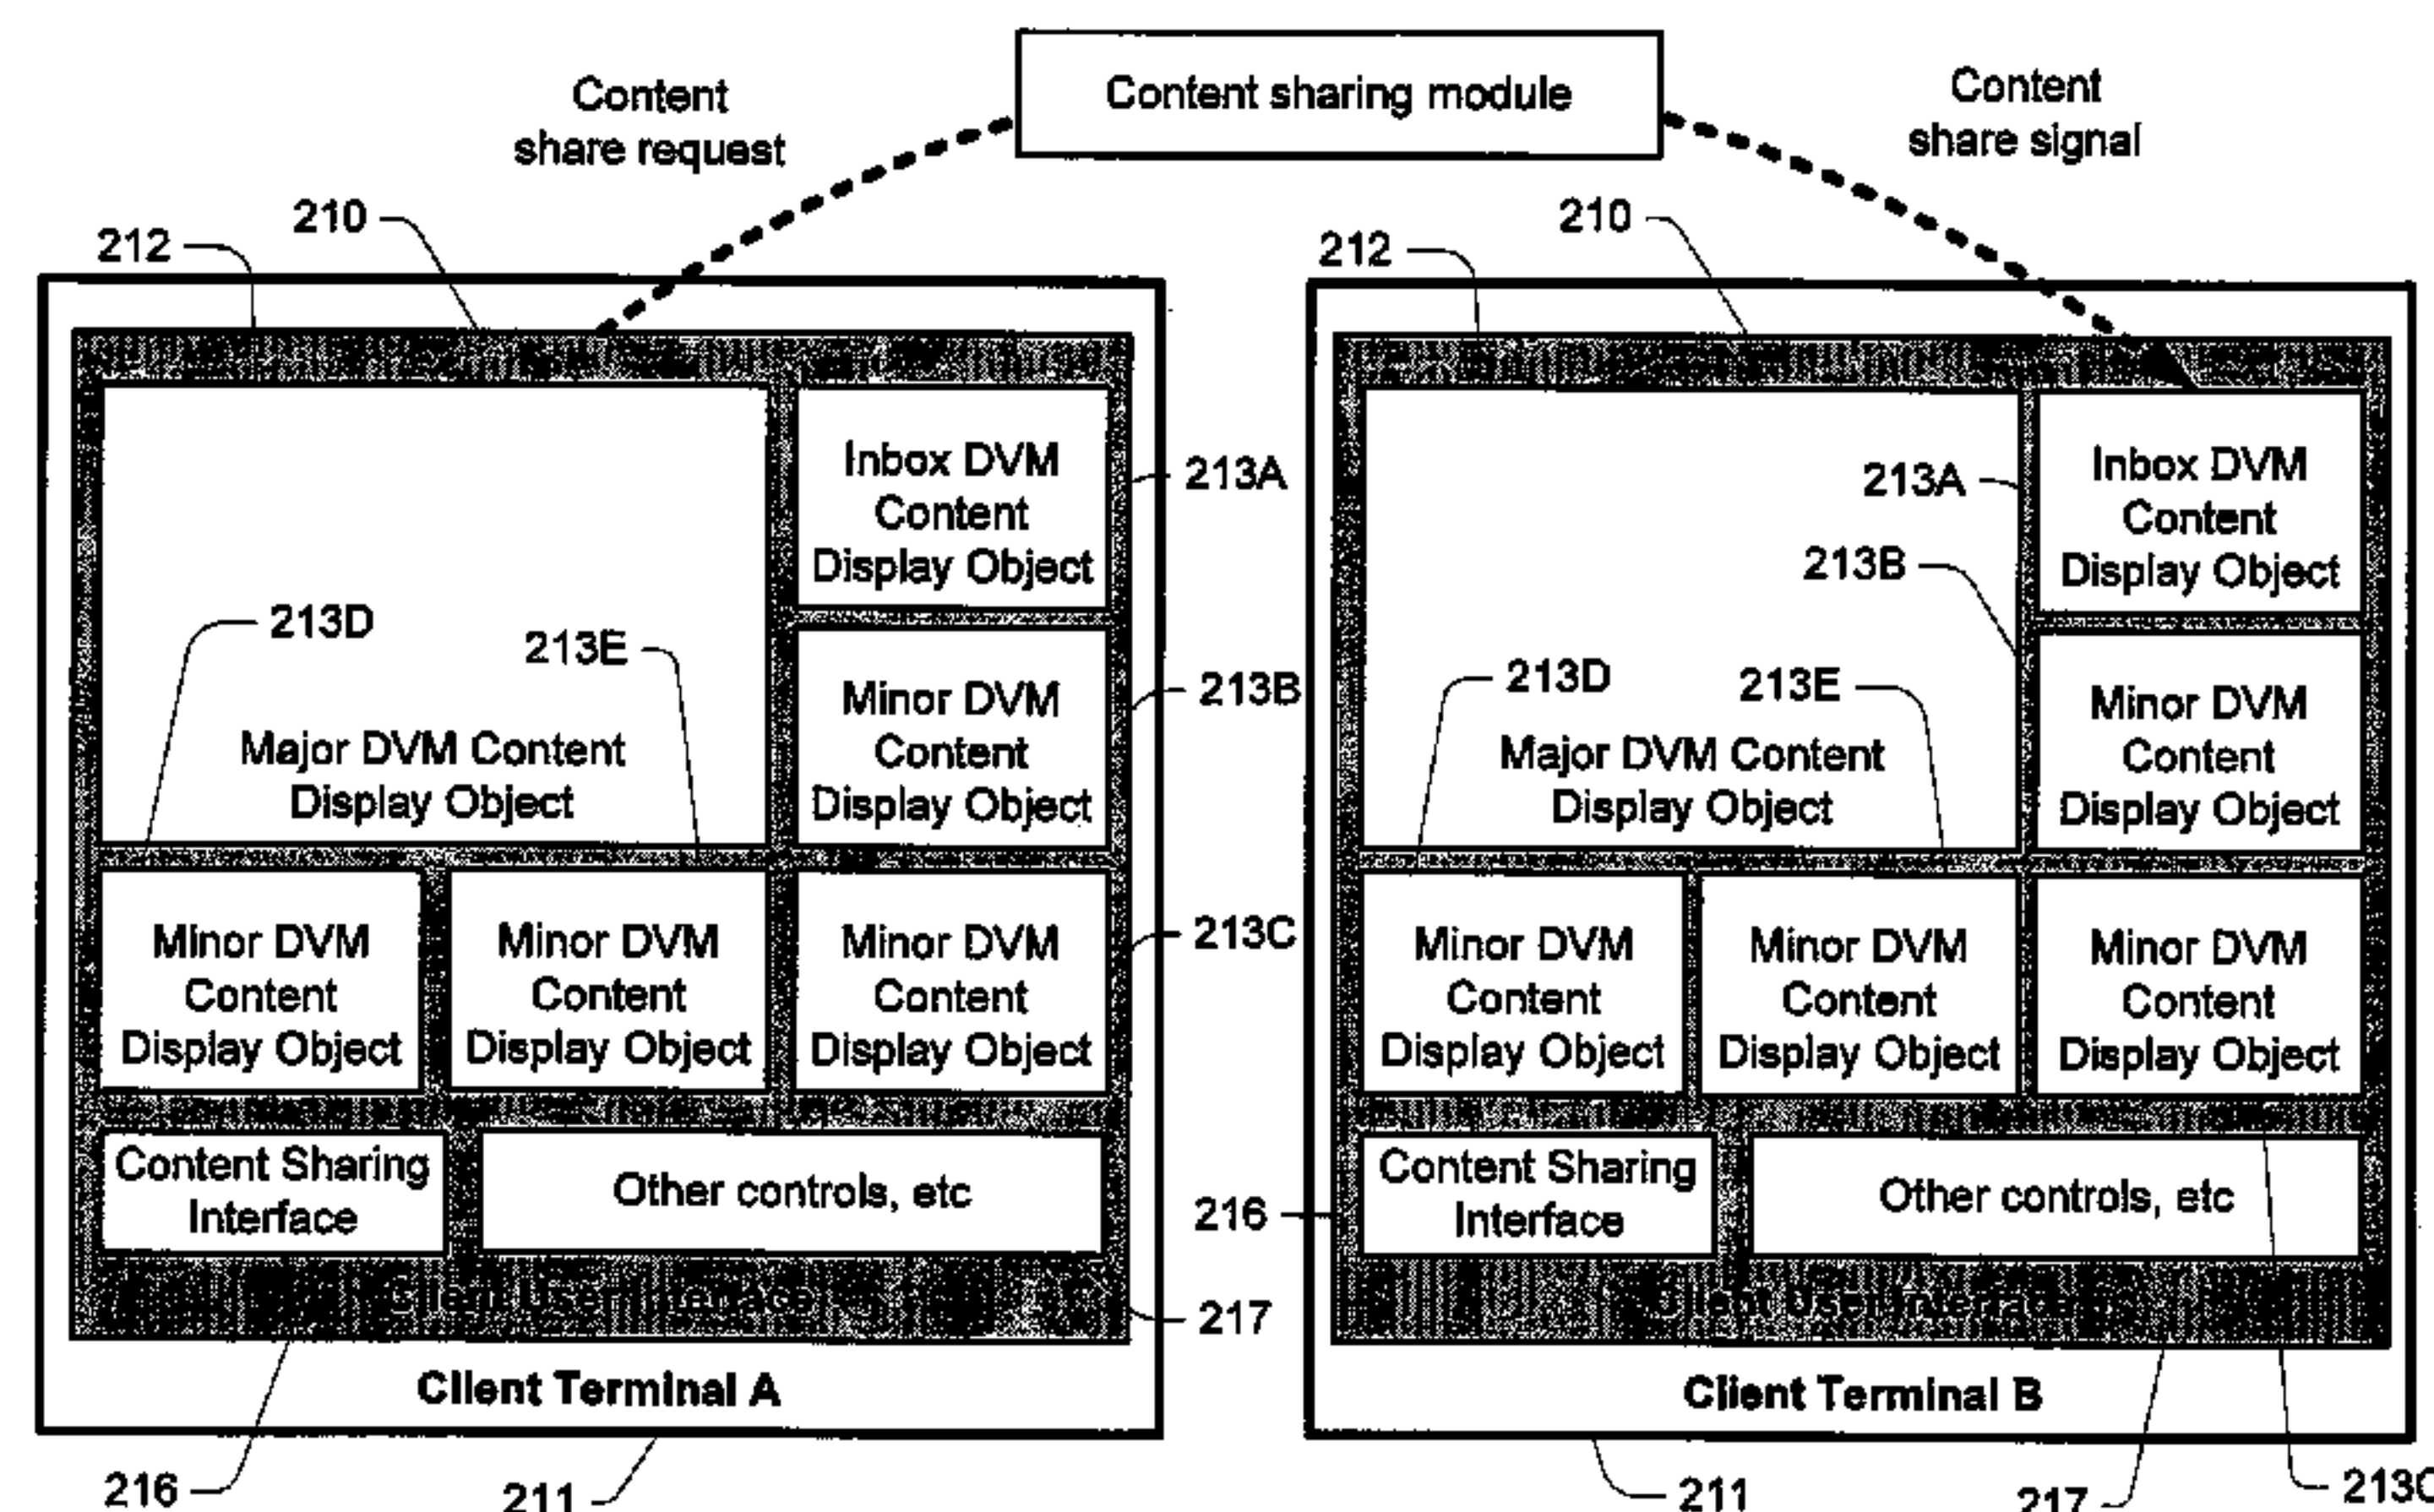 Content
share request
Content sharing module
Content
share signal
212
210
212
210
Inbox DVM
Content
Display Object
213A
213A
Inbox DVM
Content
Display Object
213B
213D
213E
Minor DVM
Content
Display Object
213B
213D
213E
Minor DVM
Content
Display Object
Major DVM Content
Display Object
Major DVM Content
Display Object
Minor DVM
Content
Display Object
Minor DVM
Content
Display Object
Minor DVM
Content
Display Object
213C
Minor DVM
Content
Display Object
Minor DVM
Content
Display Object
Minor DVM
Content
Display Object
Content Sharing
Interface
Other controls, etc
216
Content Sharing
Interface
Other controls, etc
Client User Interface
217
Client User Interface
Client Terminal A
Client Terminal B
216
211
211
217
213C